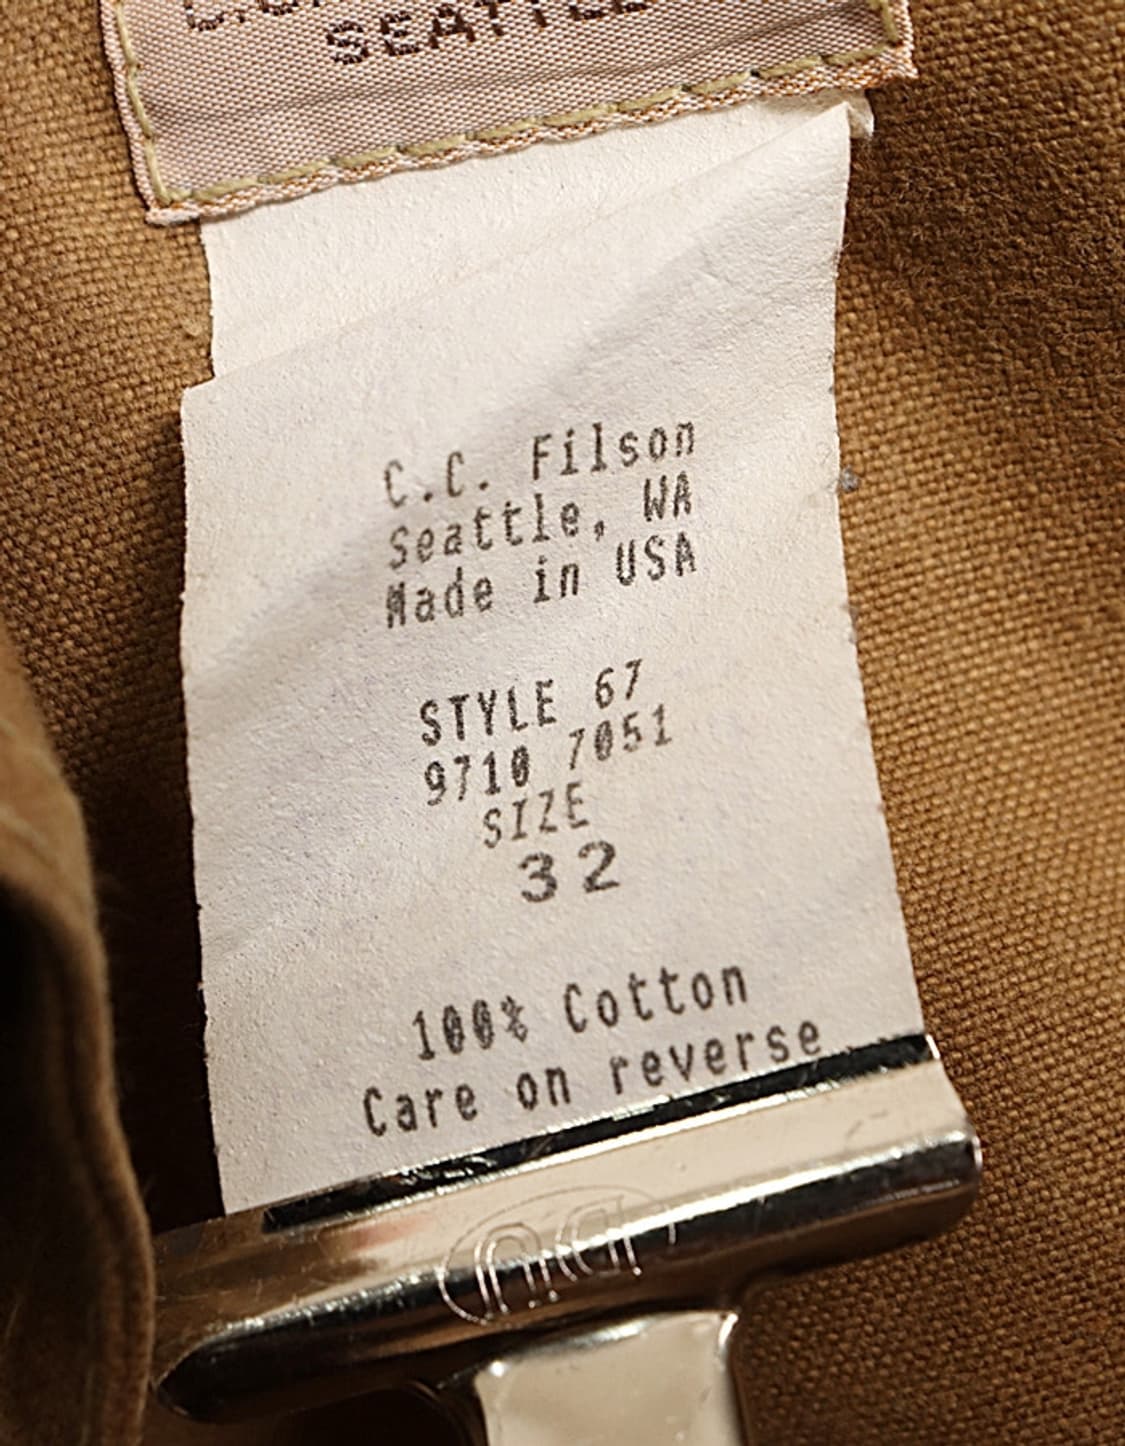 SEATTLE
C.C. Filson
Seattle, WA
Made in USA
STYLE 67
9710 7051
SIZE
32
100% Cotton
Care on reverse